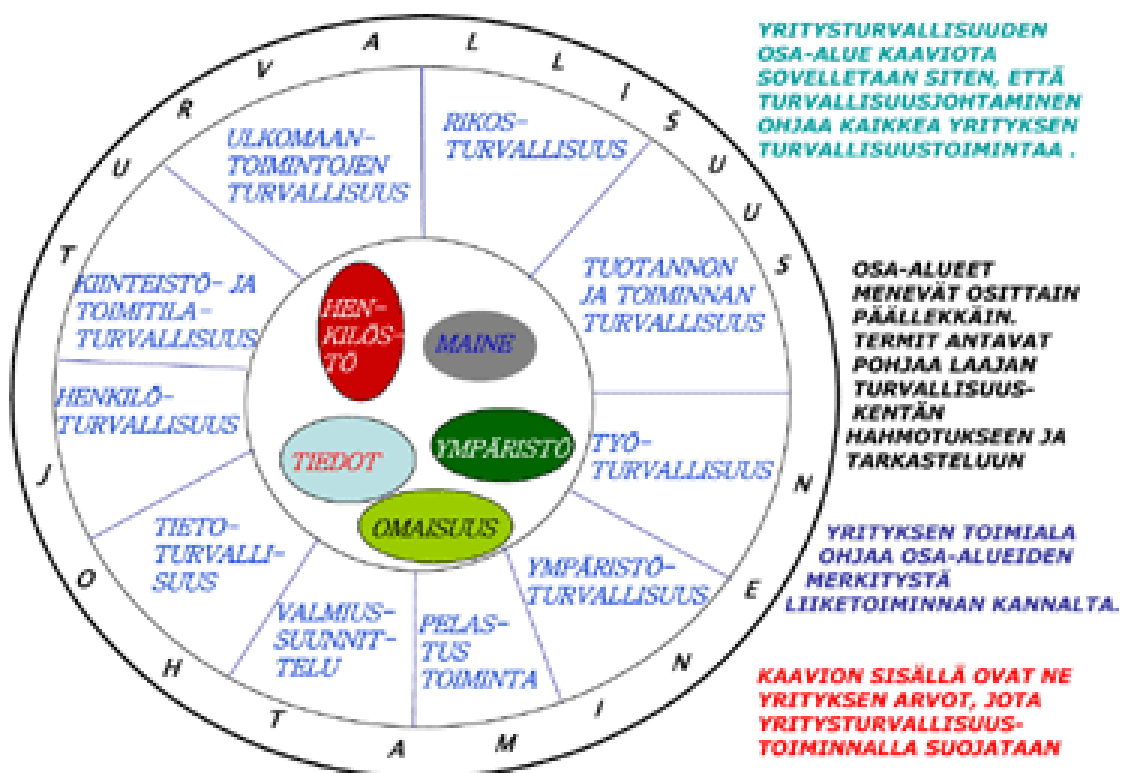 TURVALLISUUS
JOHTAMINEN
ULKOMAAN-
TOIMINTOJEN
TURVALLISUUS
RIKOS-
TURVALLISUUS
TUOTANNON
JA TOIMINNAN
TURVALLISUUS
TYÖ-
TURVALLISUUS
YMPÄRISTÖ-
TURVALLISUUS
PELAS-
TUS
TOIMINTA
VALMIUS-
SUUNNIT-
TELU
TIETO-
TURVALLI-
SUUS
HENKILÖ-
TURVALLISUUS
KIINTEISTÖ- JA
TOIMITILA-
TURVALLISUUS
HEN-
KILÖS-
TÖ
MAINE
TIEDOT
YMPÄRISTÖ
OMAISUUS
YRITYSTURVALLISUUDEN
OSA-ALUE KAAVIOTA
SOVELLETAAN SITEN, ETTÄ
TURVALLISUUSJOHTAMINEN
OHJAA KAIKKEA YRITYKSEN
TURVALLISUUSTOIMINTAA .
OSA-ALUEET
MENEVÄT OSITTAIN
PÄÄLLEKKÄIN.
TERMIT ANTAVAT
POHJAA LAAJAN
TURVALLISUUS-
KENTÄN
HAHMOTUKSEEN JA
TARKASTELUUN
YRITYKSEN TOIMIALA
OHJAA OSA-ALUEIDEN
MERKITYSTÄ
LIIKETOIMINNAN KANNALTA.
KAAVION SISÄLLÄ OVAT NE
YRITYKSEN ARVOT, JOTA
YRITYSTURVALLISUUS-
TOIMINNALLA SUOJATAAN